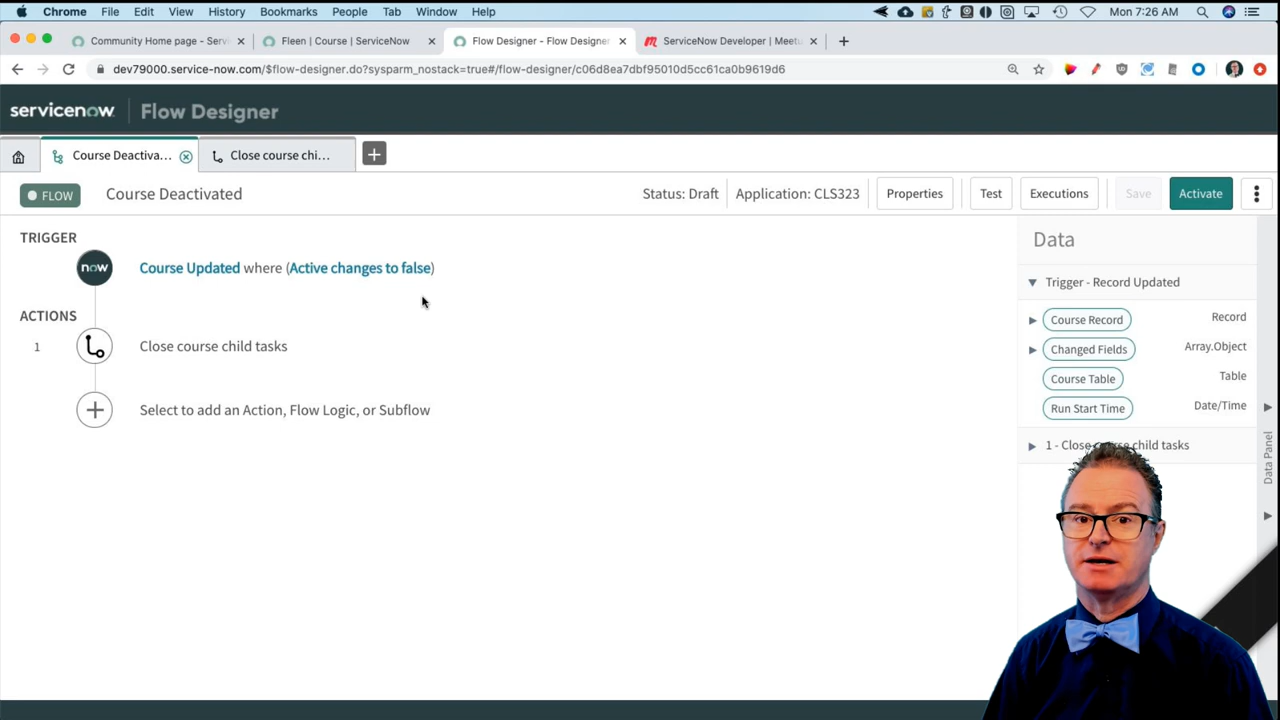 Chrome File Edit View History Bookmarks People Tab Window Help Mon 7:26 AM
Community Home page - Serv
Fleen | Course | ServiceNow
Flow Designer - Flow Designer
ServiceNow Developer | Meetu
dev79000.service-now.com/$flow-designer.do?sysparm_nostack=true#/flow-designer/c06d8ea7dbf95010d5cc61ca0b9619d6
servicenow Flow Designer
Course Deactiva...
Close course chi...
FLOW Course Deactivated Status: Draft Application: CLS323 Properties Test Executions Save Activate
TRIGGER
now Course Updated where (Active changes to false)
ACTIONS
1 Close course child tasks
Select to add an Action, Flow Logic, or Subflow
Data
Trigger - Record Updated
Course Record Record
Changed Fields Array.Object
Course Table Table
Run Start Time Date/Time
1 - Close course child tasks
Data Panel